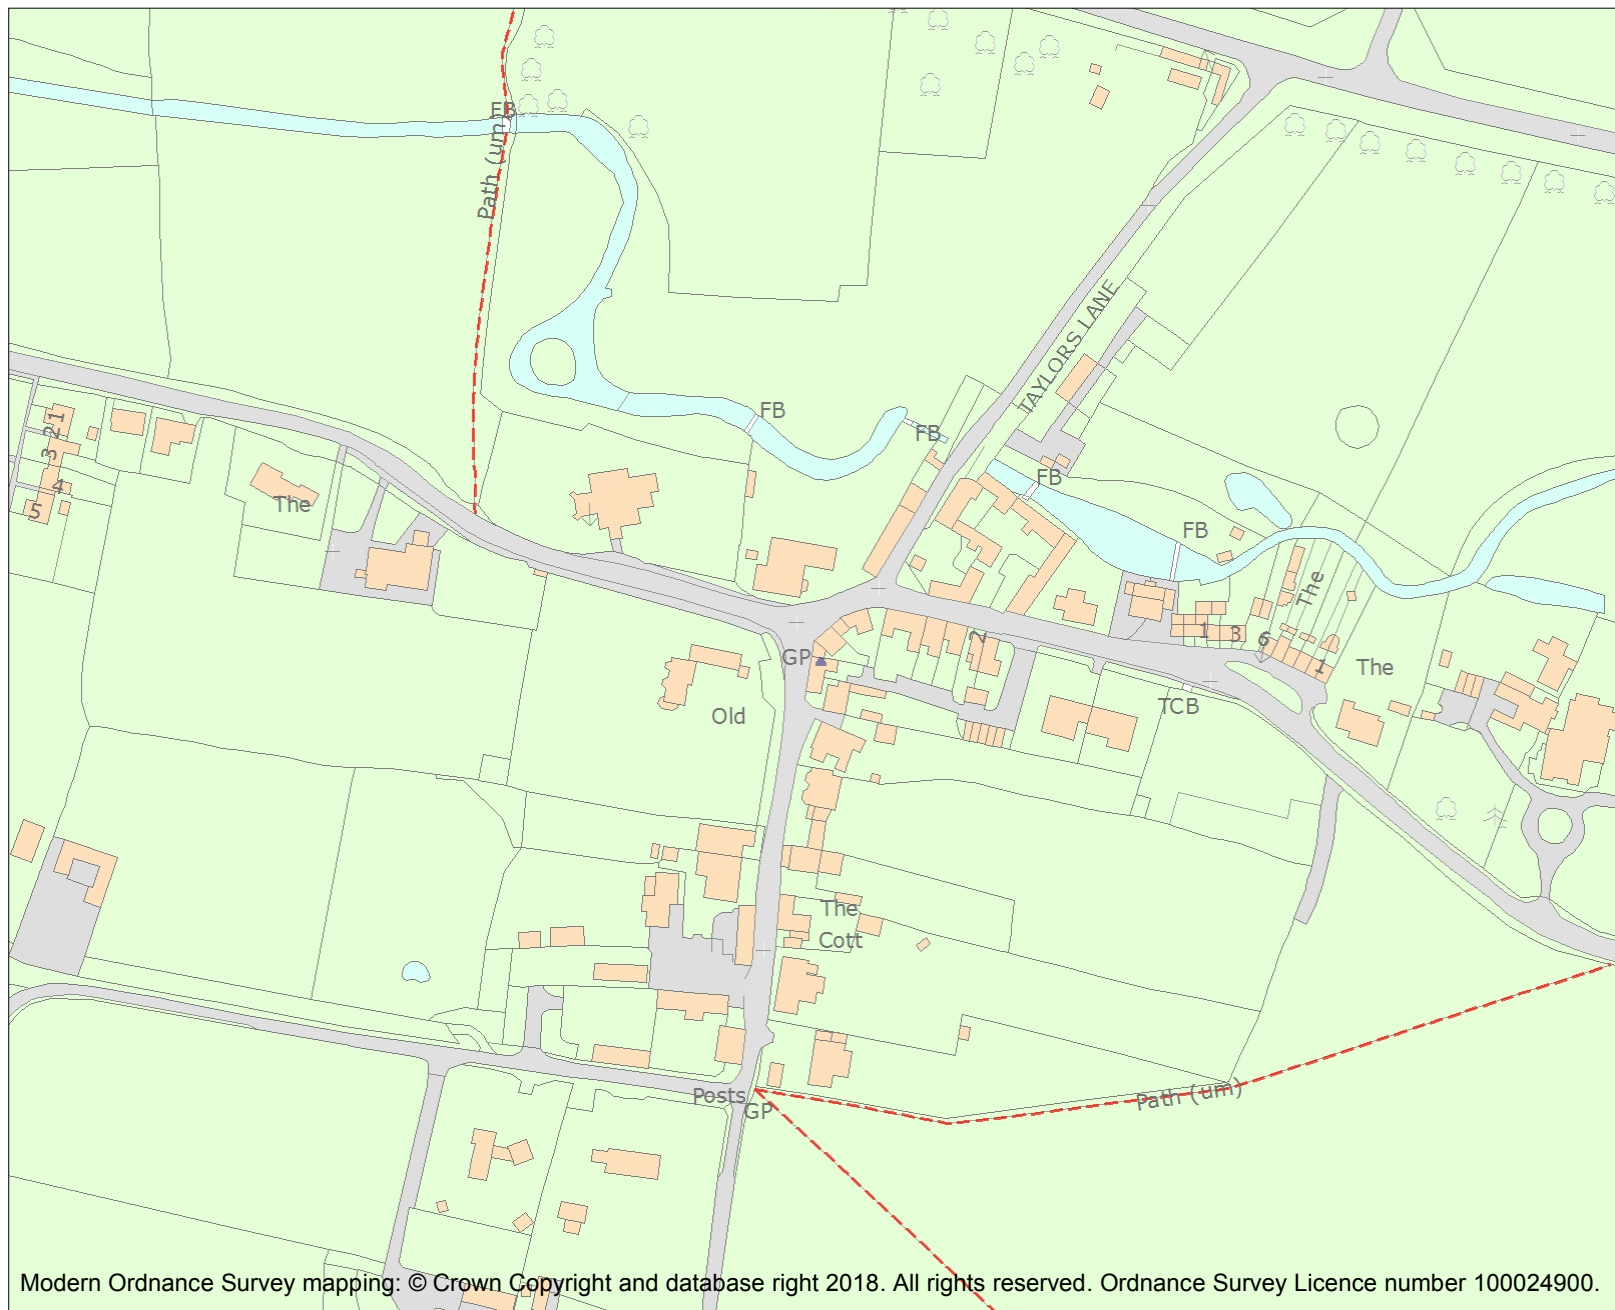 FB
Path (um)
TAYLORS LANE
FB
FB
1
2
3
4
5
The
FB
FB
The
2
1
3
6
1
The
GP
Old
TCB
The
Cott
Path (um)
Posts
GP
Modern Ordnance Survey mapping: © Crown Copyright and database right 2018. All rights reserved. Ordnance Survey Licence number 100024900.